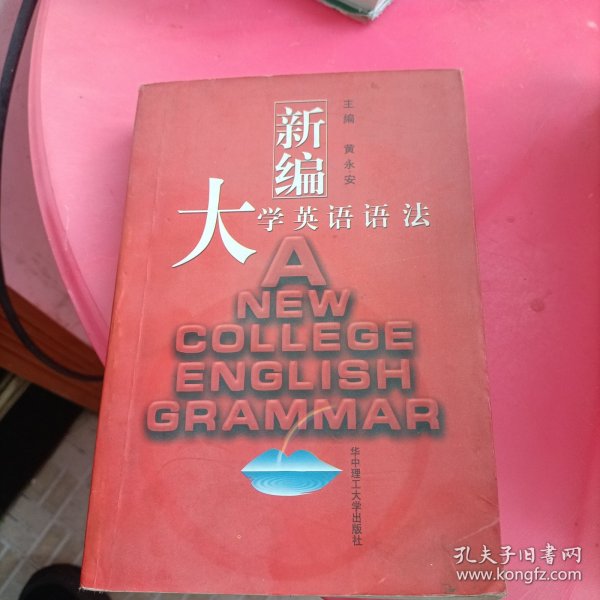 新编
主编 黄永安
大学英语语法
A
NEW
COLLEGE
ENGLISH
GRAMMAR
华中理工大学出版社
孔夫子旧书网
www.kongfz.com